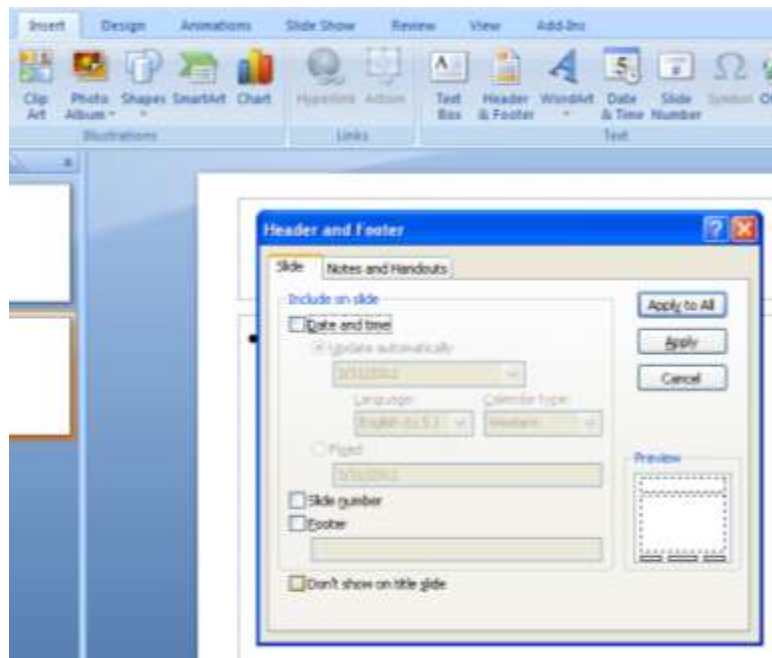 Insert Design Animations Slide Show Review View Add-Ins
Clip Art Photo Album Shapes SmartArt Chart Hyperlink Action Text Box Header & Footer WordArt Date & Time Slide Number Symbol
Illustrations Links Text
Header and Footer
Slide Notes and Handouts
Include on slide
Apply to All
Date and time
Update automatically
Apply
Cancel
Language: Calendar type:
English (U.S.) Western
Fixed
Preview
Slide number
Footer
Don't show on title slide